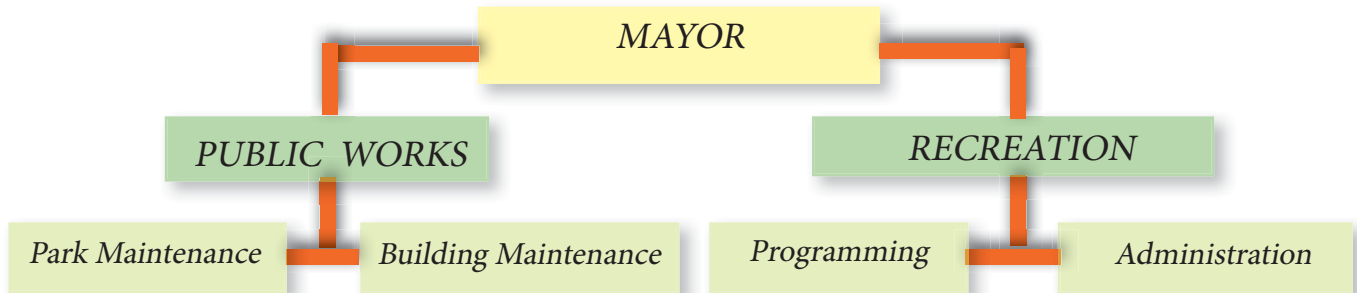 MAYOR
PUBLIC WORKS
RECREATION
Park Maintenance
Building Maintenance
Programming
Administration